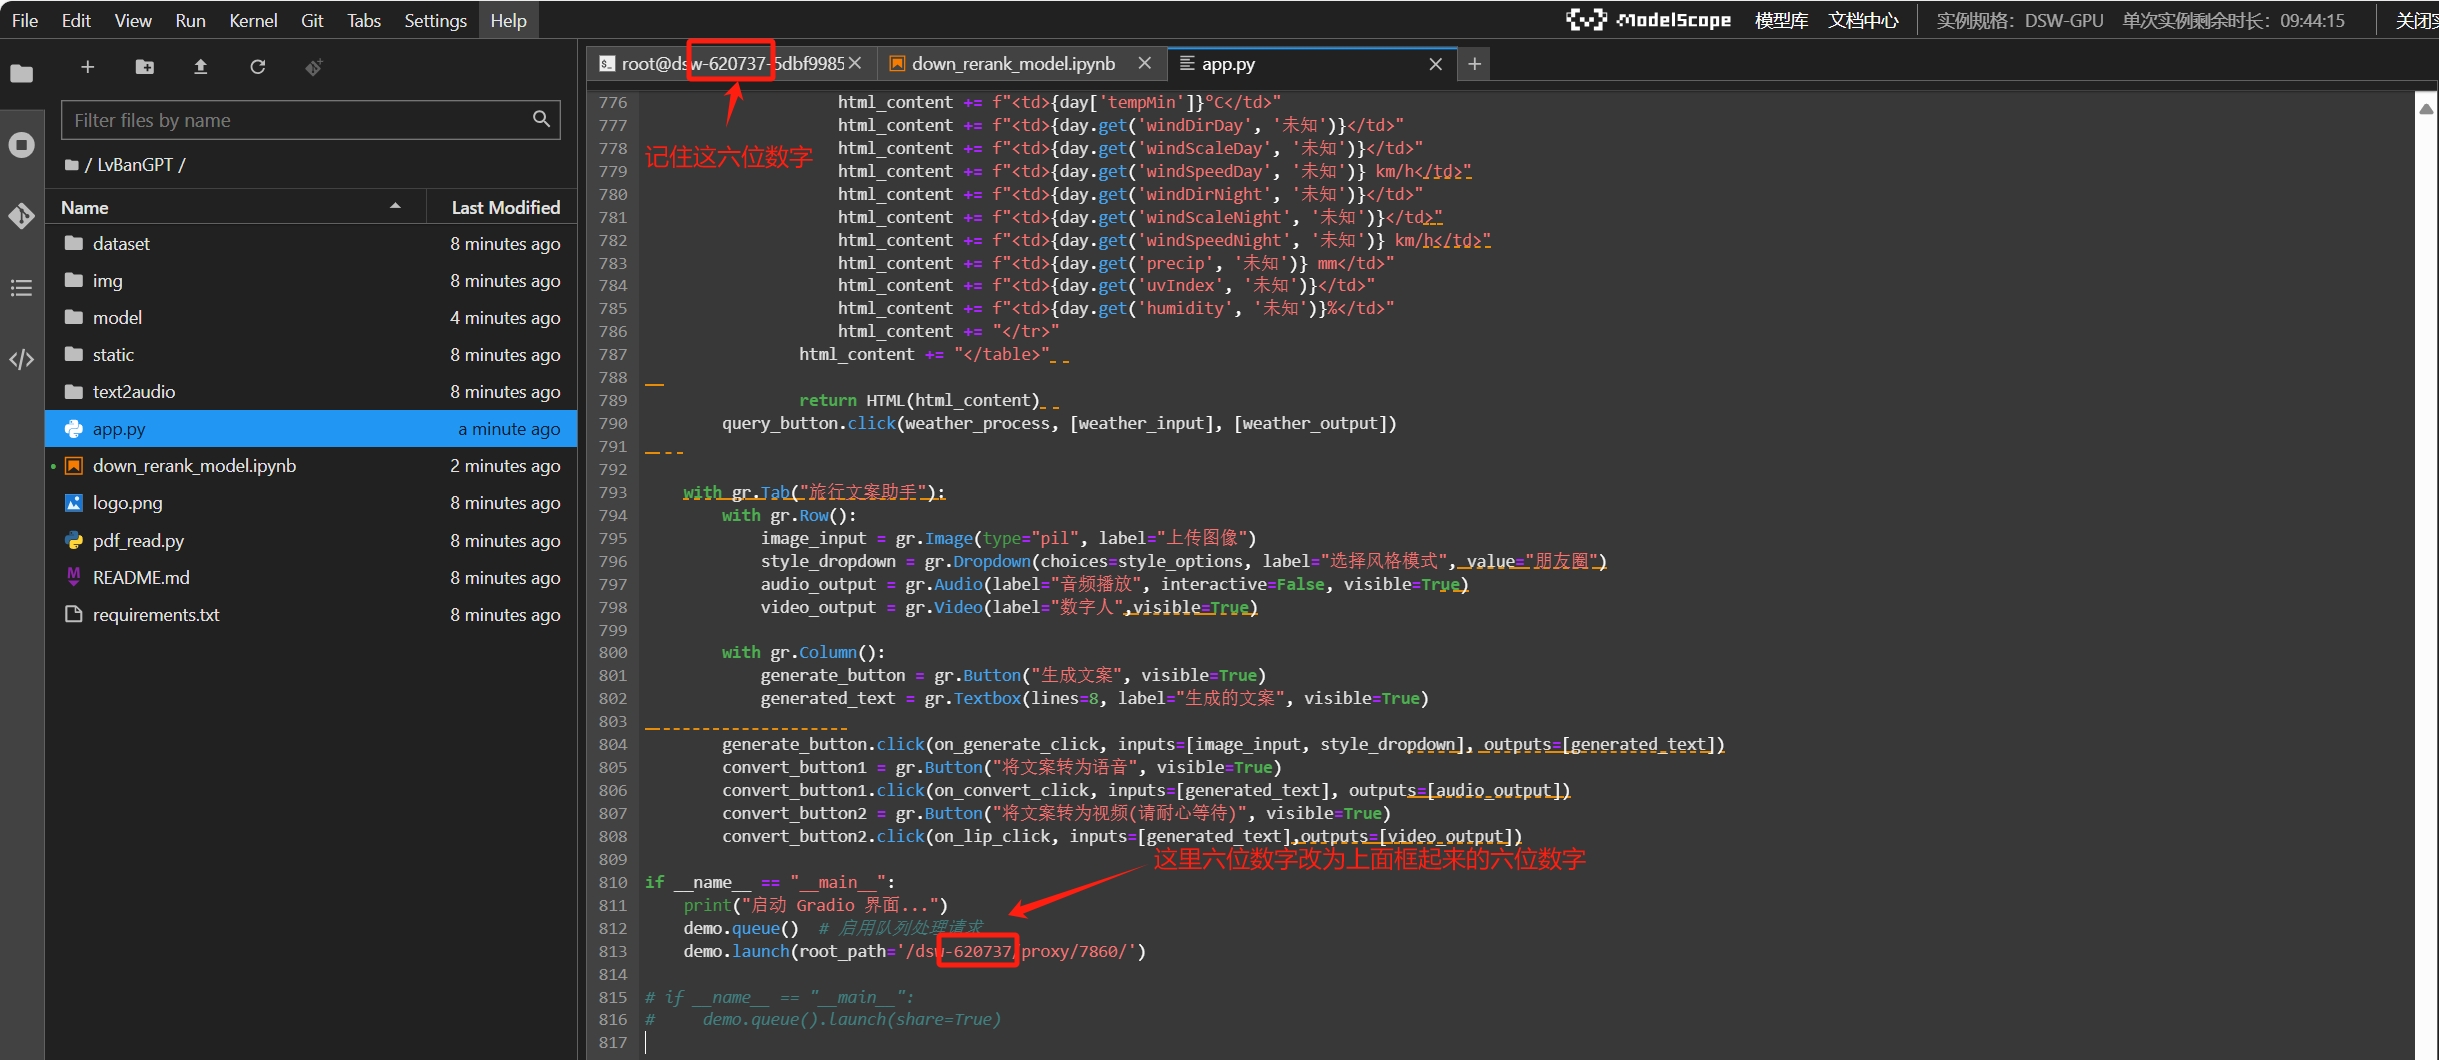 File Edit View Run Kernel Git Tabs Settings Help
ModelScope 模型库 文档中心 实例规格：DSW-GPU 单次实例剩余时长：09:44:15 关闭实
root@dsw-620737-5dbf9985 down_rerank_model.ipynb app.py
Filter files by name
/ LvBanGPT /
Name Last Modified
dataset 8 minutes ago
img 8 minutes ago
model 4 minutes ago
static 8 minutes ago
text2audio 8 minutes ago
app.py a minute ago
down_rerank_model.ipynb 2 minutes ago
logo.png 8 minutes ago
pdf_read.py 8 minutes ago
README.md 8 minutes ago
requirements.txt 8 minutes ago
记住这六位数字
776 html_content += f"<td>{day['tempMin']}°C</td>"
777 html_content += f"<td>{day.get('windDirDay', '未知')}</td>"
778 html_content += f"<td>{day.get('windScaleDay', '未知')}</td>"
779 html_content += f"<td>{day.get('windSpeedDay', '未知')} km/h</td>"
780 html_content += f"<td>{day.get('windDirNight', '未知')}</td>"
781 html_content += f"<td>{day.get('windScaleNight', '未知')}</td>"
782 html_content += f"<td>{day.get('windSpeedNight', '未知')} km/h</td>"
783 html_content += f"<td>{day.get('precip', '未知')} mm</td>"
784 html_content += f"<td>{day.get('uvIndex', '未知')}</td>"
785 html_content += f"<td>{day.get('humidity', '未知')}%</td>"
786 html_content += "</tr>"
787 html_content += "</table>"
788
789 return HTML(html_content)
790 query_button.click(weather_process, [weather_input], [weather_output])
791
792
793 with gr.Tab("旅行文案助手"):
794 with gr.Row():
795 image_input = gr.Image(type="pil", label="上传图像")
796 style_dropdown = gr.Dropdown(choices=style_options, label="选择风格模式", value="朋友圈")
797 audio_output = gr.Audio(label="音频播放", interactive=False, visible=True)
798 video_output = gr.Video(label="数字人",visible=True)
799
800 with gr.Column():
801 generate_button = gr.Button("生成文案", visible=True)
802 generated_text = gr.Textbox(lines=8, label="生成的文案", visible=True)
803
804 generate_button.click(on_generate_click, inputs=[image_input, style_dropdown], outputs=[generated_text])
805 convert_button1 = gr.Button("将文案转为语音", visible=True)
806 convert_button1.click(on_convert_click, inputs=[generated_text], outputs=[audio_output])
807 convert_button2 = gr.Button("将文案转为视频(请耐心等待)", visible=True)
808 convert_button2.click(on_lip_click, inputs=[generated_text],outputs=[video_output])
809
这里六位数字改为上面框起来的六位数字
810 if __name__ == "__main__":
811 print("启动 Gradio 界面...")
812 demo.queue() # 启用队列处理请求
813 demo.launch(root_path='/dsw-620737/proxy/7860/')
814
815 # if __name__ == "__main__":
816 # demo.queue().launch(share=True)
817